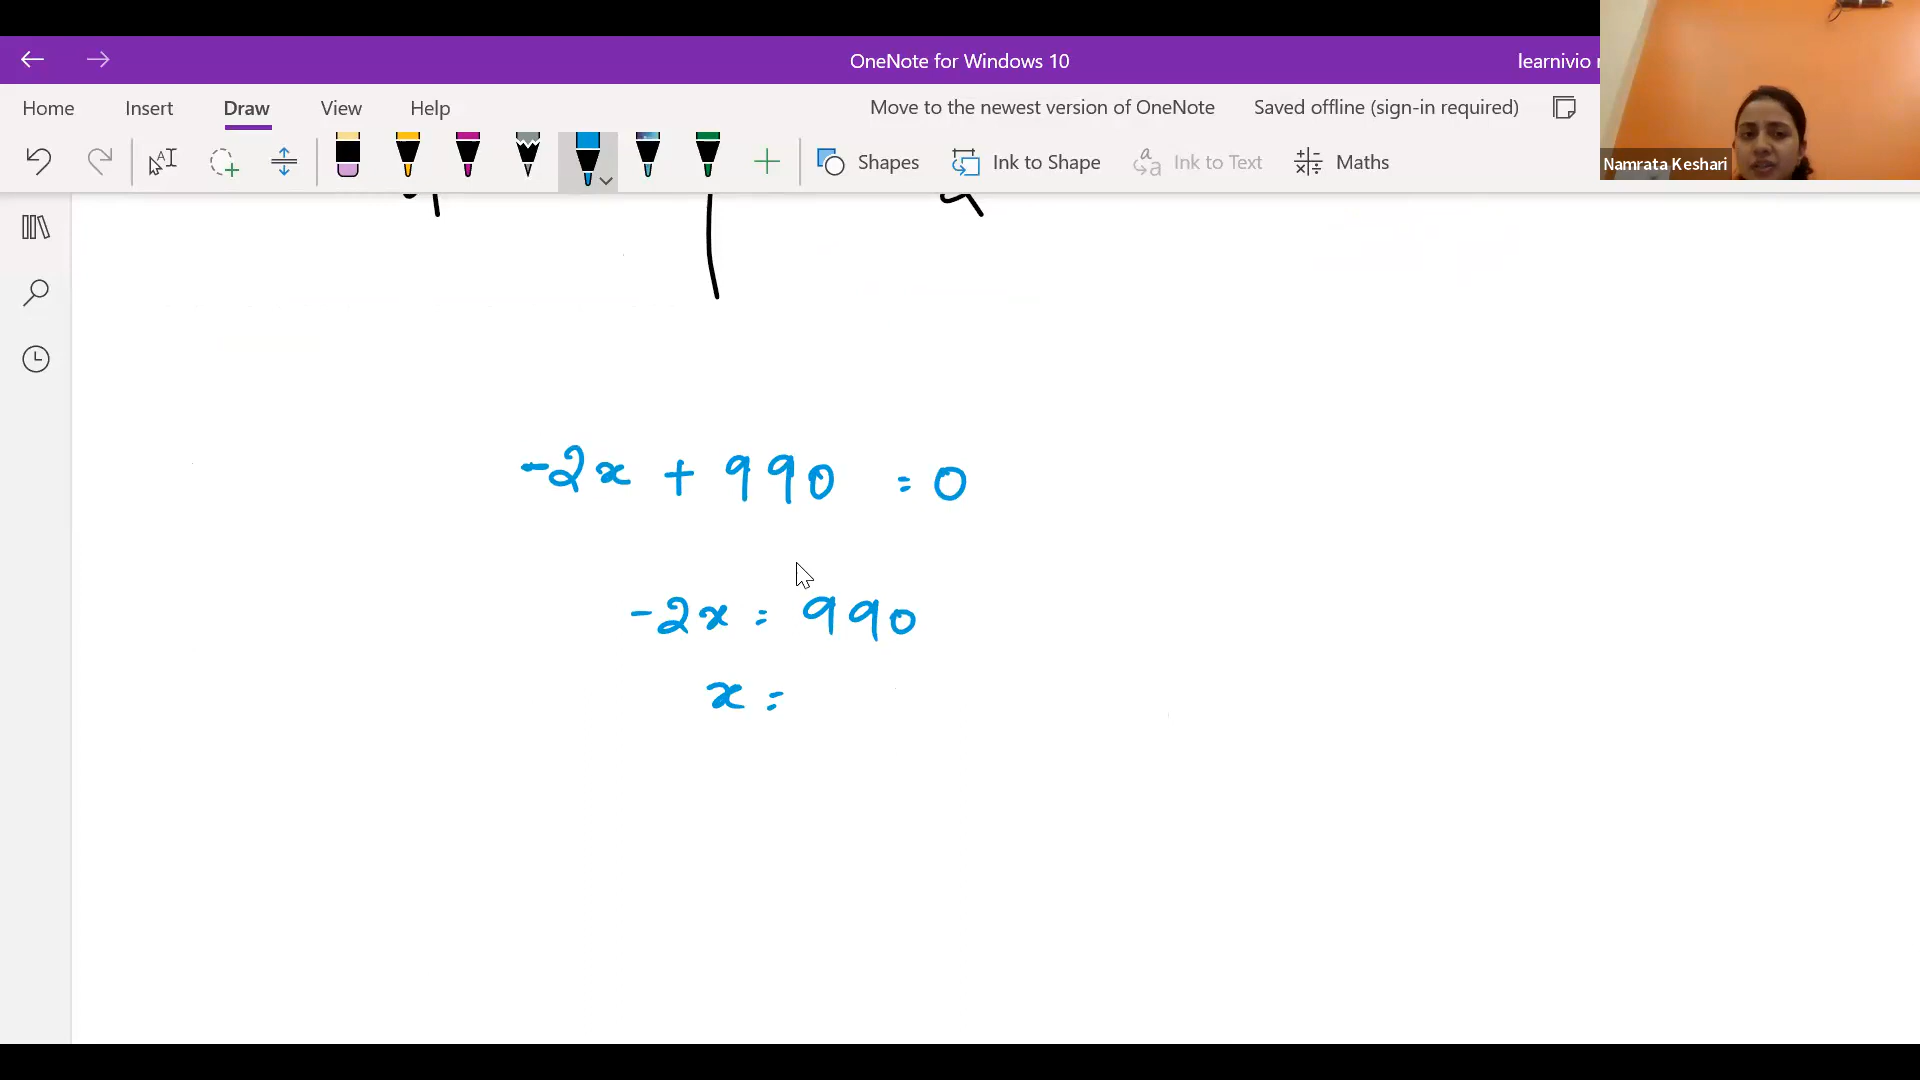 OneNote for Windows 10
learnivio
Home Insert Draw View Help Move to the newest version of OneNote Saved offline (sign-in required)
Shapes Ink to Shape Ink to Text Maths
Namrata Keshari
-2x + 990 = 0
-2x = 990
x =